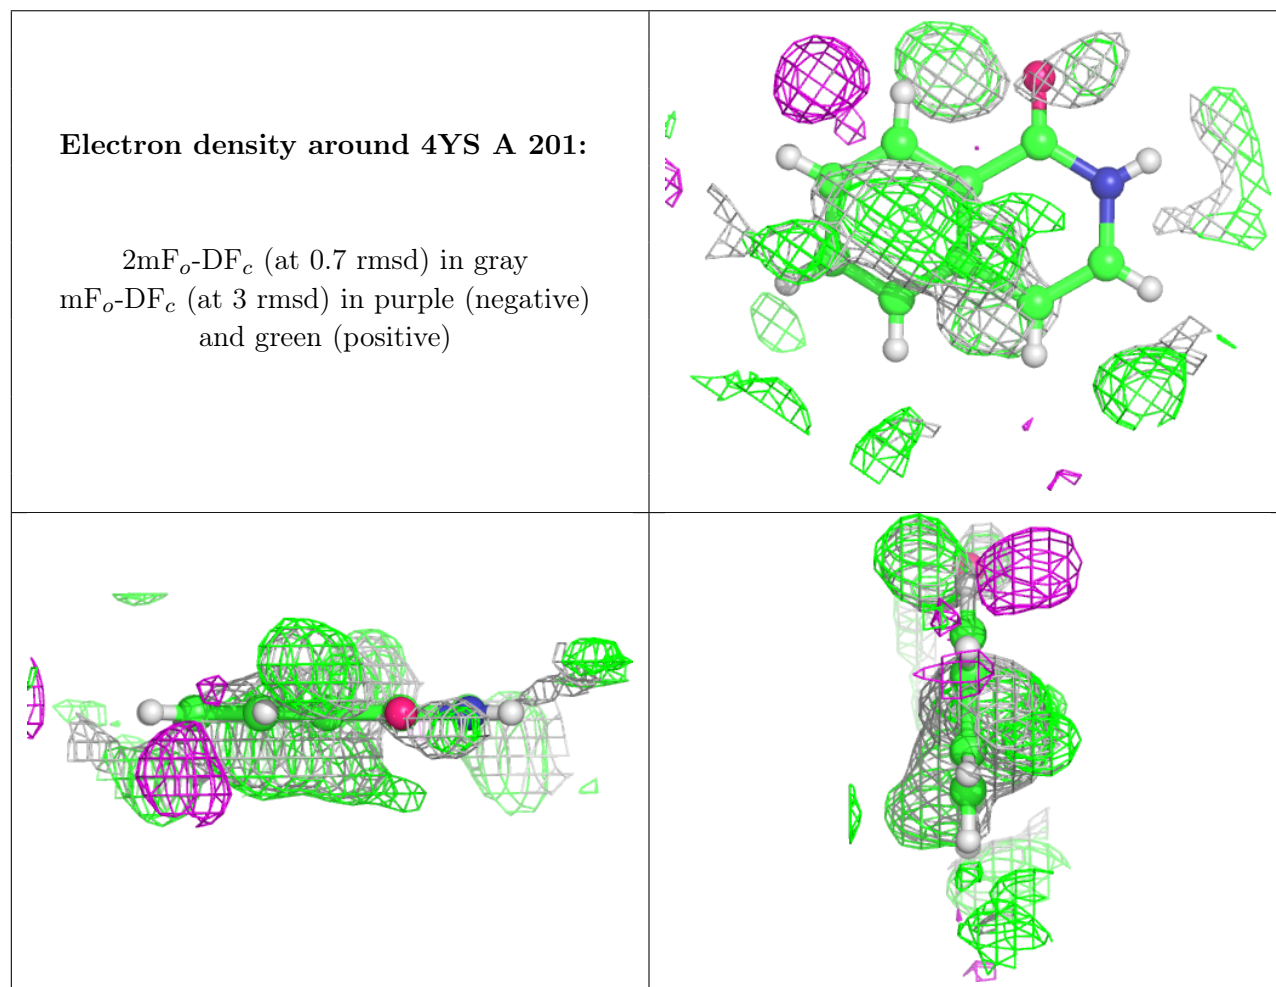 Electron density around 4YS A 201:
2mFo-DFc (at 0.7 rmsd) in gray
mFo-DFc (at 3 rmsd) in purple (negative)
and green (positive)